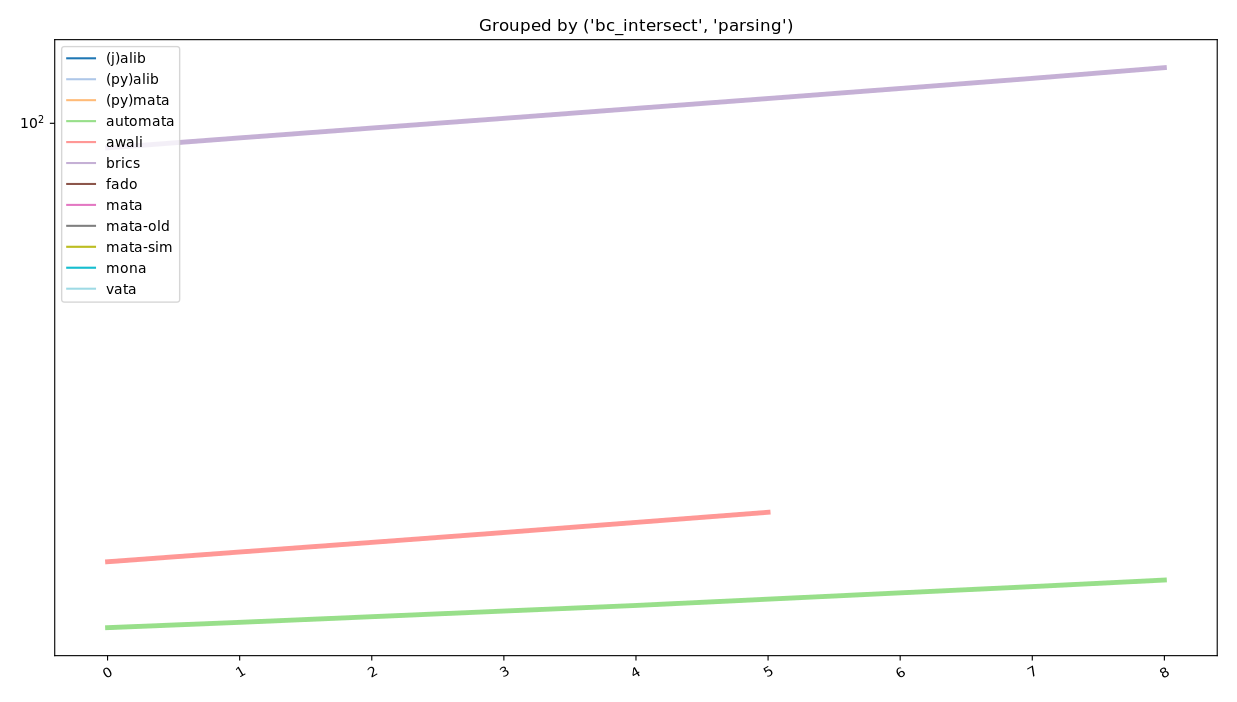 Grouped by ('bc_intersect', 'parsing')
10²
(j)alib
(py)alib
(py)mata
automata
awali
brics
fado
mata
mata-old
mata-sim
mona
vata
0 1 2 3 4 5 6 7 8